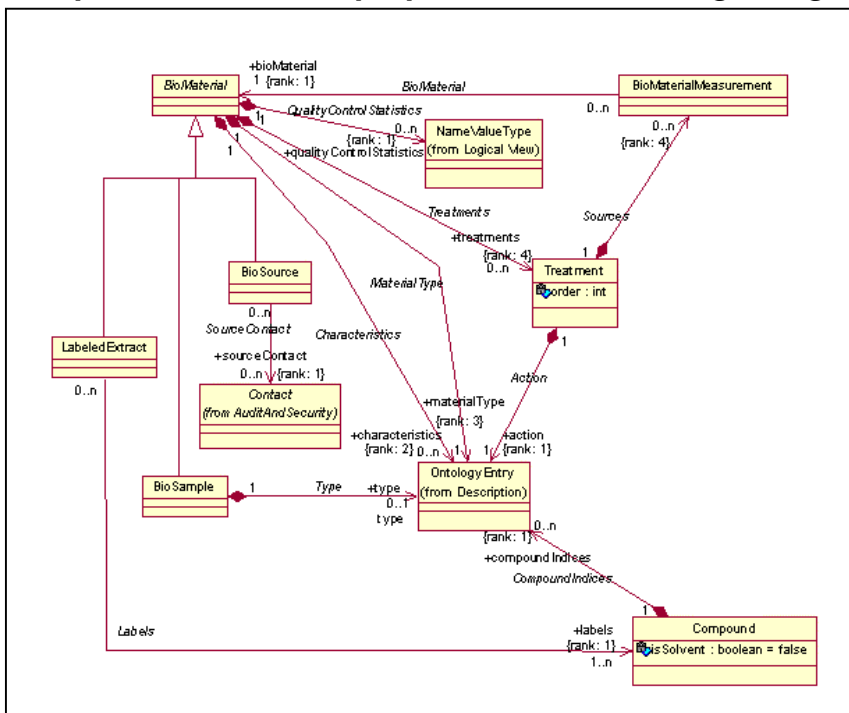 +bioMaterial
1 {rank: 1}
BioMaterial
BioMaterial
BioMaterialMeasurement
QualityControlStatistics
0..n
1 1
0..n
{rank: 1}
NameValueType
(from Logical View)
+qualityControlStatistics
0..n
{rank: 4}
1
1
Treatments
+treatments
{rank: 4}
0..n
Sources
1
Treatment
order : int
1
BioSource
0..n
SourceContact
+sourceContact
0..n {rank: 1}
Contact
(from AuditAndSecurity)
LabeledExtract
0..n
MaterialType
Characteristics
Action
+materialType
{rank: 3}
+characteristics
{rank: 2} 0..n
1
1
+action
{rank: 1}
BioSample
1
Type
+type
0..1
type
OntologyEntry
(from Description)
{rank: 1}
0..n
+compoundIndices
CompoundIndices
1
Labels
+labels
{rank: 1}
1..n
Compound
isSolvent : boolean = false